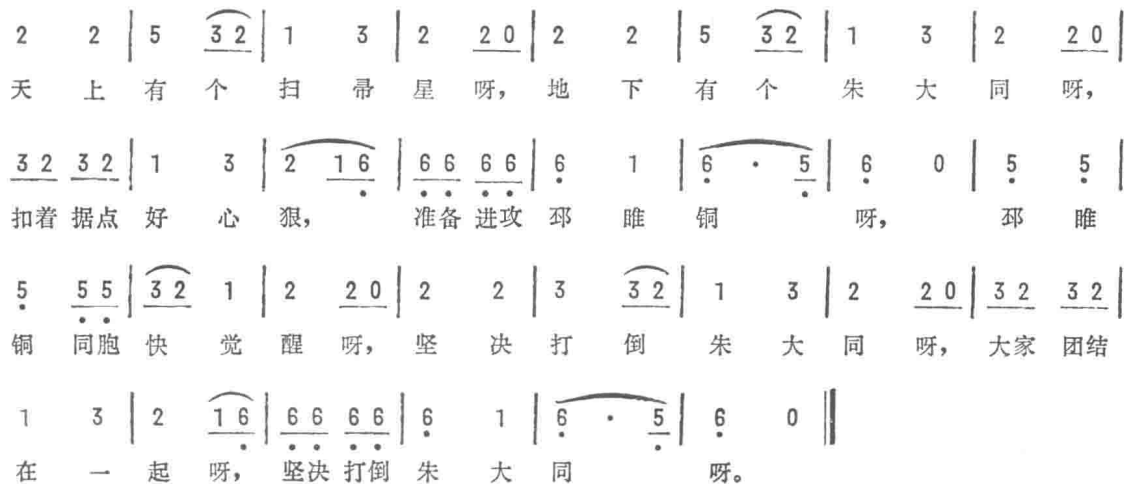 2 2 | 5 3 2 | 1 3 | 2 2 0 | 2 2 | 5 3 2 | 1 3 | 2 2 0 |
天 上 有 个 扫 帚 星 呀, 地 下 有 个 朱 大 同 呀,
3 2 3 2 | 1 3 | 2 1 6 | 6 6 6 6 | 6 1 | 6 · 5 | 6 0 | 5 5 |
扣着 据点 好 心 狠, 准备 进攻 邳 睢 铜 呀, 邳 睢
5 5 5 | 3 2 1 | 2 2 0 | 2 2 | 3 3 2 | 1 3 | 2 2 0 | 3 2 3 2 |
铜 同胞 快 觉 醒 呀, 坚 决 打 倒 朱 大 同 呀, 大家 团结
1 3 | 2 1 6 | 6 6 6 6 | 6 1 | 6 · 5 | 6 0 ‖
在 一 起 呀, 坚决 打倒 朱 大 同 呀。